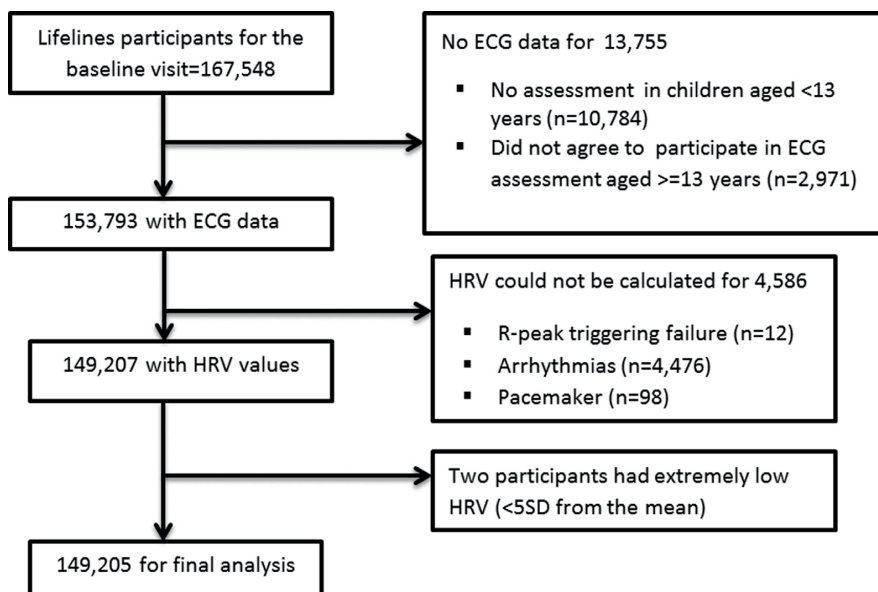 Lifelines participants for the
baseline visit=167,548
No ECG data for 13,755
▪ No assessment in children aged <13
years (n=10,784)
▪ Did not agree to participate in ECG
assessment aged >=13 years (n=2,971)
153,793 with ECG data
HRV could not be calculated for 4,586
▪ R-peak triggering failure (n=12)
▪ Arrhythmias (n=4,476)
▪ Pacemaker (n=98)
149,207 with HRV values
Two participants had extremely low
HRV (<5SD from the mean)
149,205 for final analysis